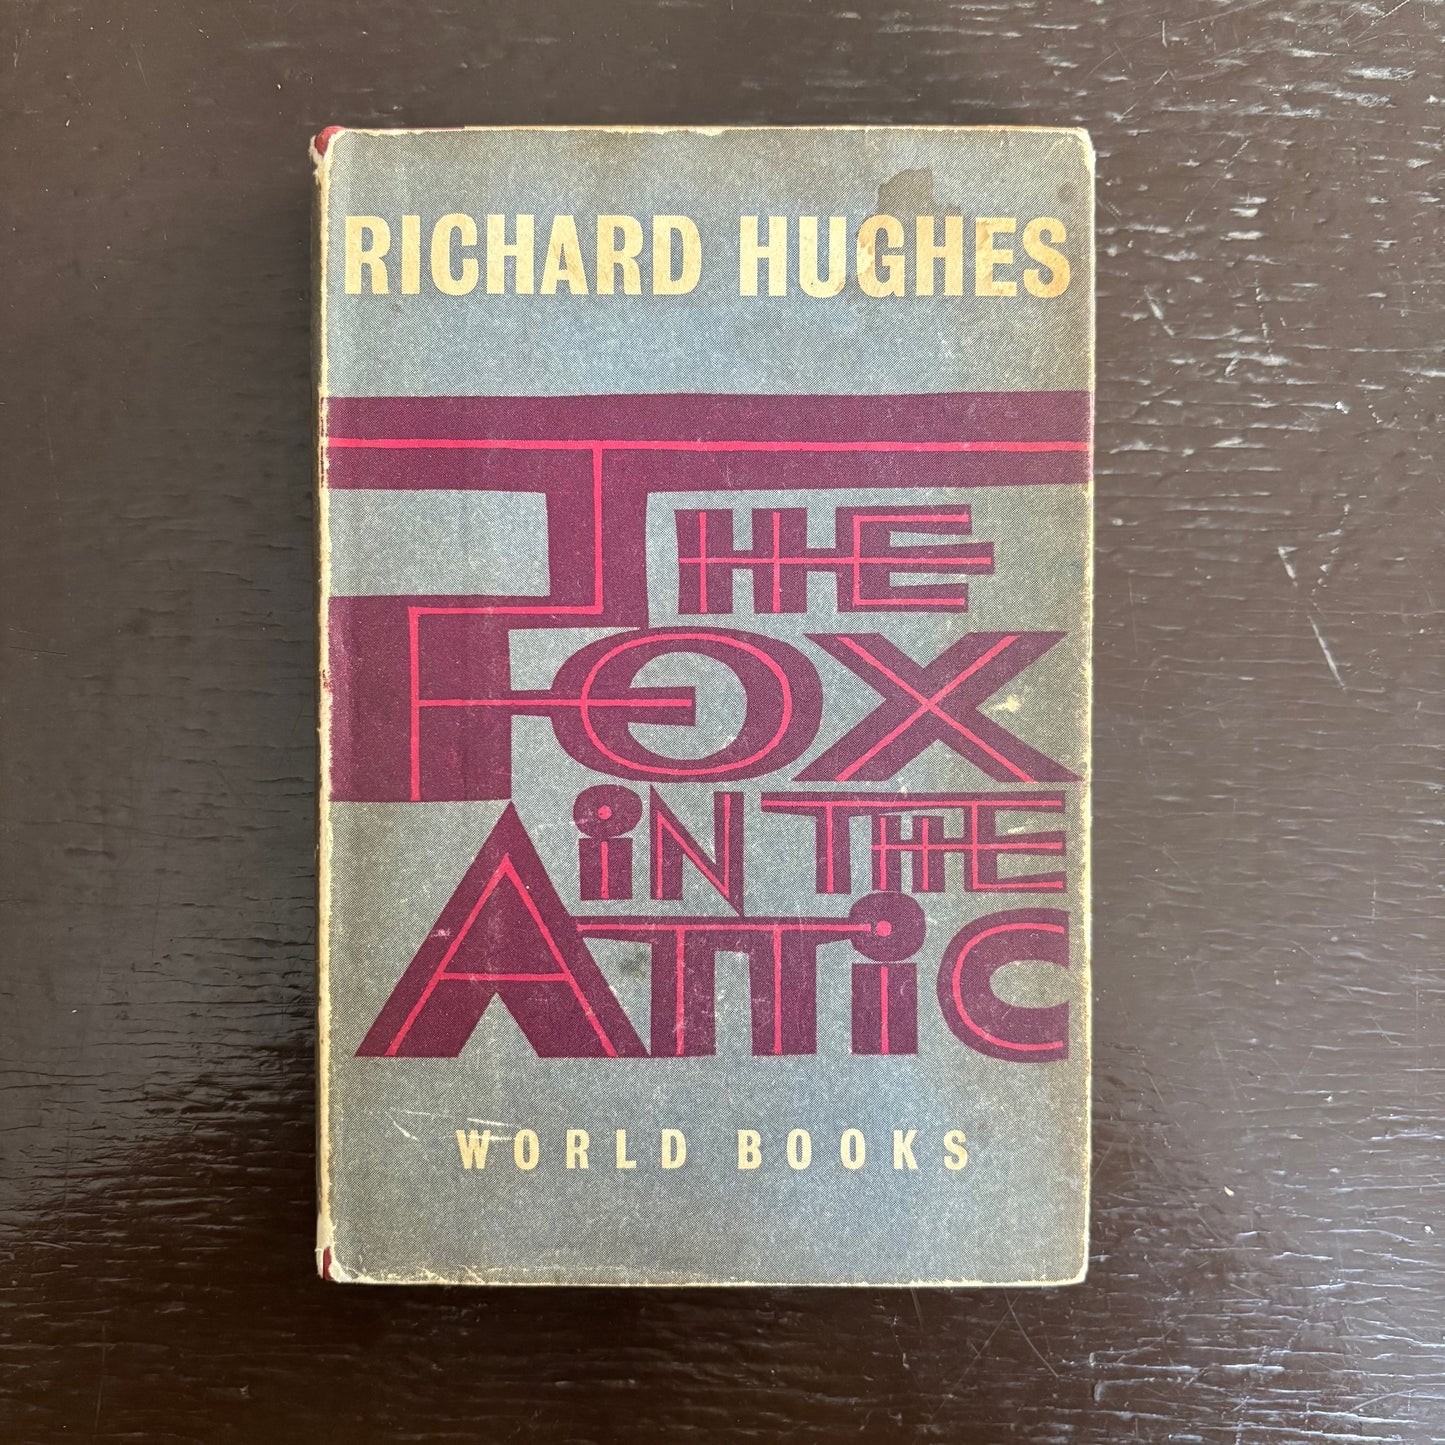 RICHARD HUGHES
THE
FOX
iN THE
ATTiC
WORLD BOOKS